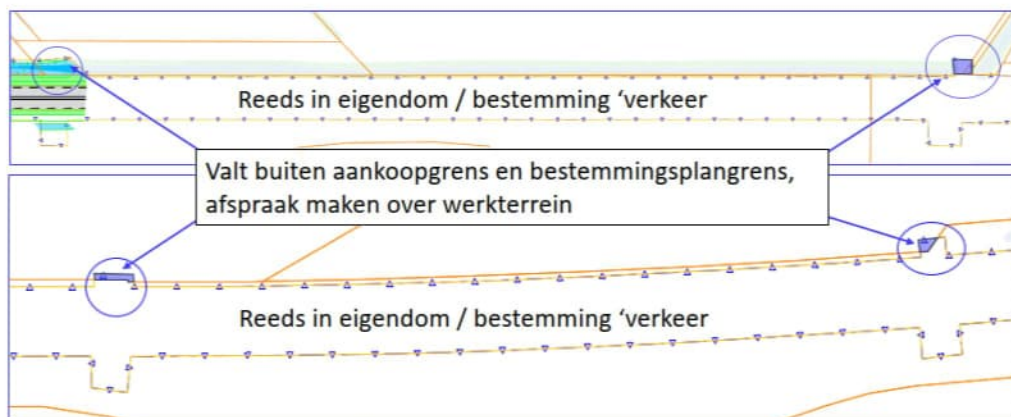 Reeds in eigendom / bestemming ‘verkeer
Valt buiten aankoopgrens en bestemmingsplangrens,
afspraak maken over werkterrein
Reeds in eigendom / bestemming ‘verkeer